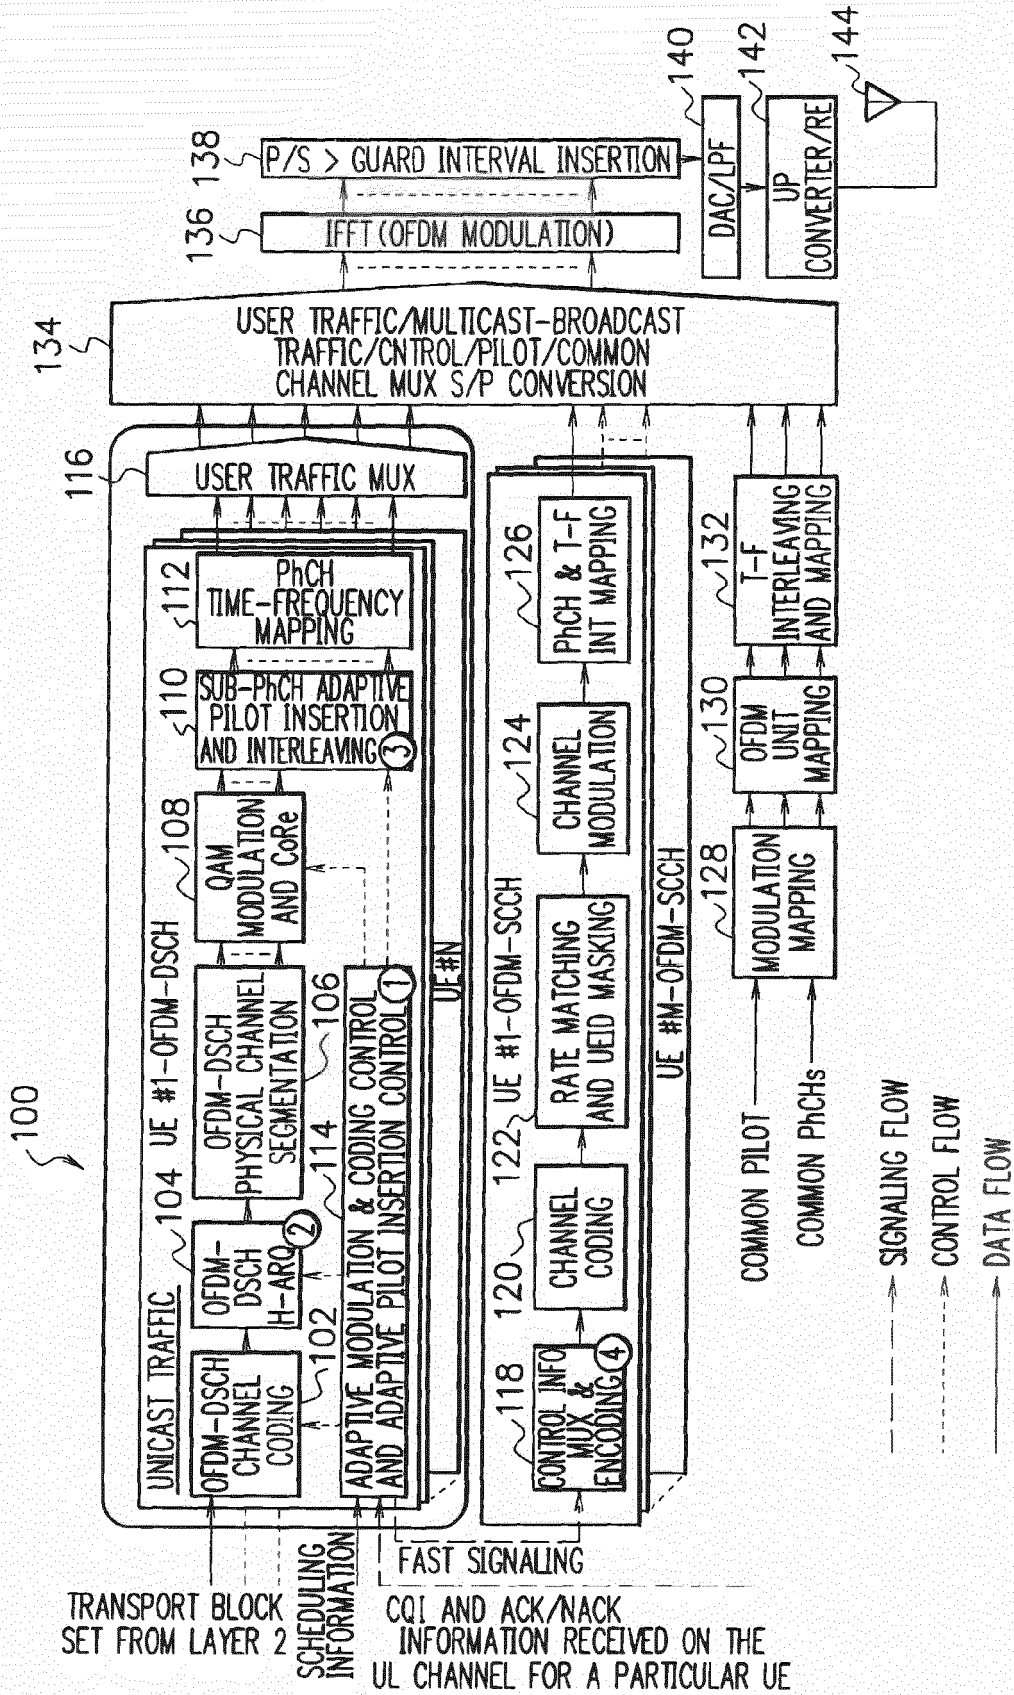 100
UNICAST TRAFFIC
UE #1-OFDM-DSCH
OFDM-DSCH
CHANNEL
CODING
102
OFDM-
DSCH
H-ARQ
2
104
OFDM-DSCH
PHYSICAL CHANNEL
SEGMENTATION
106
QAM
MODULATION
AND CoRe
108
SUB-PhCH ADAPTIVE
PILOT INSERTION
AND INTERLEAVING
3
110
PhCH
TIME-FREQUENCY
MAPPING
112
ADAPTIVE MODULATION & CODING CONTROL
AND ADAPTIVE PILOT INSERTION CONTROL
1
114
UE #N
USER TRAFFIC MUX
116
TRANSPORT BLOCK
SET FROM LAYER 2
SCHEDULING
INFORMATION
FAST SIGNALING
CQI AND ACK/NACK
INFORMATION RECEIVED ON THE
UL CHANNEL FOR A PARTICULAR UE
UE #1-OFDM-SCCH
CONTROL INFO
MUX &
ENCODING
4
118
CHANNEL
CODING
120
RATE MATCHING
AND UEID MASKING
122
CHANNEL
MODULATION
124
PhCH & T-F
INT MAPPING
126
UE #M-OFDM-SCCH
COMMON PILOT
COMMON PhCHs
MODULATION
MAPPING
128
OFDM
UNIT
MAPPING
130
T-F
INTERLEAVING
AND MAPPING
132
USER TRAFFIC/MULTICAST-BROADCAST
TRAFFIC/CNTROL/PILOT/COMMON
CHANNEL MUX S/P CONVERSION
134
IFFT(OFDM MODULATION)
136
P/S > GUARD INTERVAL INSERTION
138
DAC/LPF
140
UP
CONVERTER/RE
142
144
SIGNALING FLOW
CONTROL FLOW
DATA FLOW